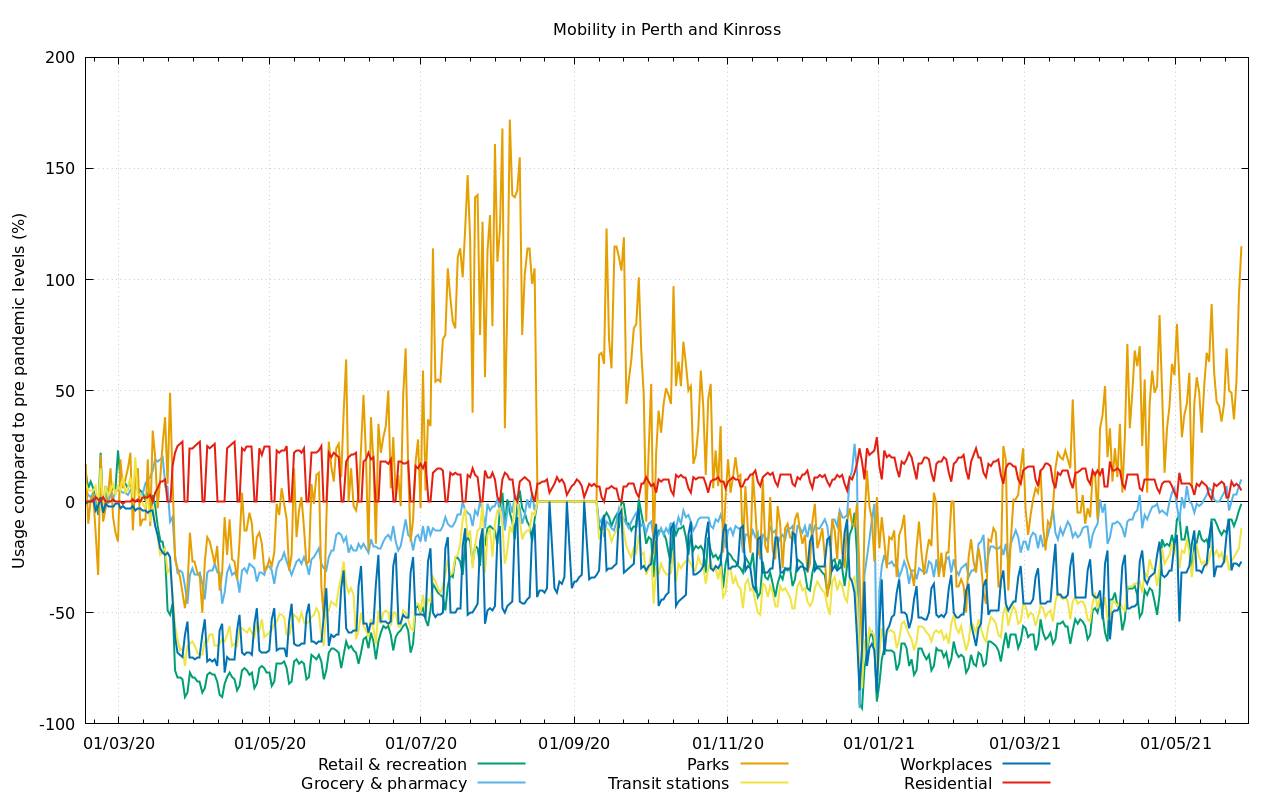 Mobility in Perth and Kinross
Usage compared to pre pandemic levels (%)
200
150
100
50
0
-50
-100
01/03/20 01/05/20 01/07/20 01/09/20 01/11/20 01/01/21 01/03/21 01/05/21
Retail & recreation Parks Workplaces
Grocery & pharmacy Transit stations Residential